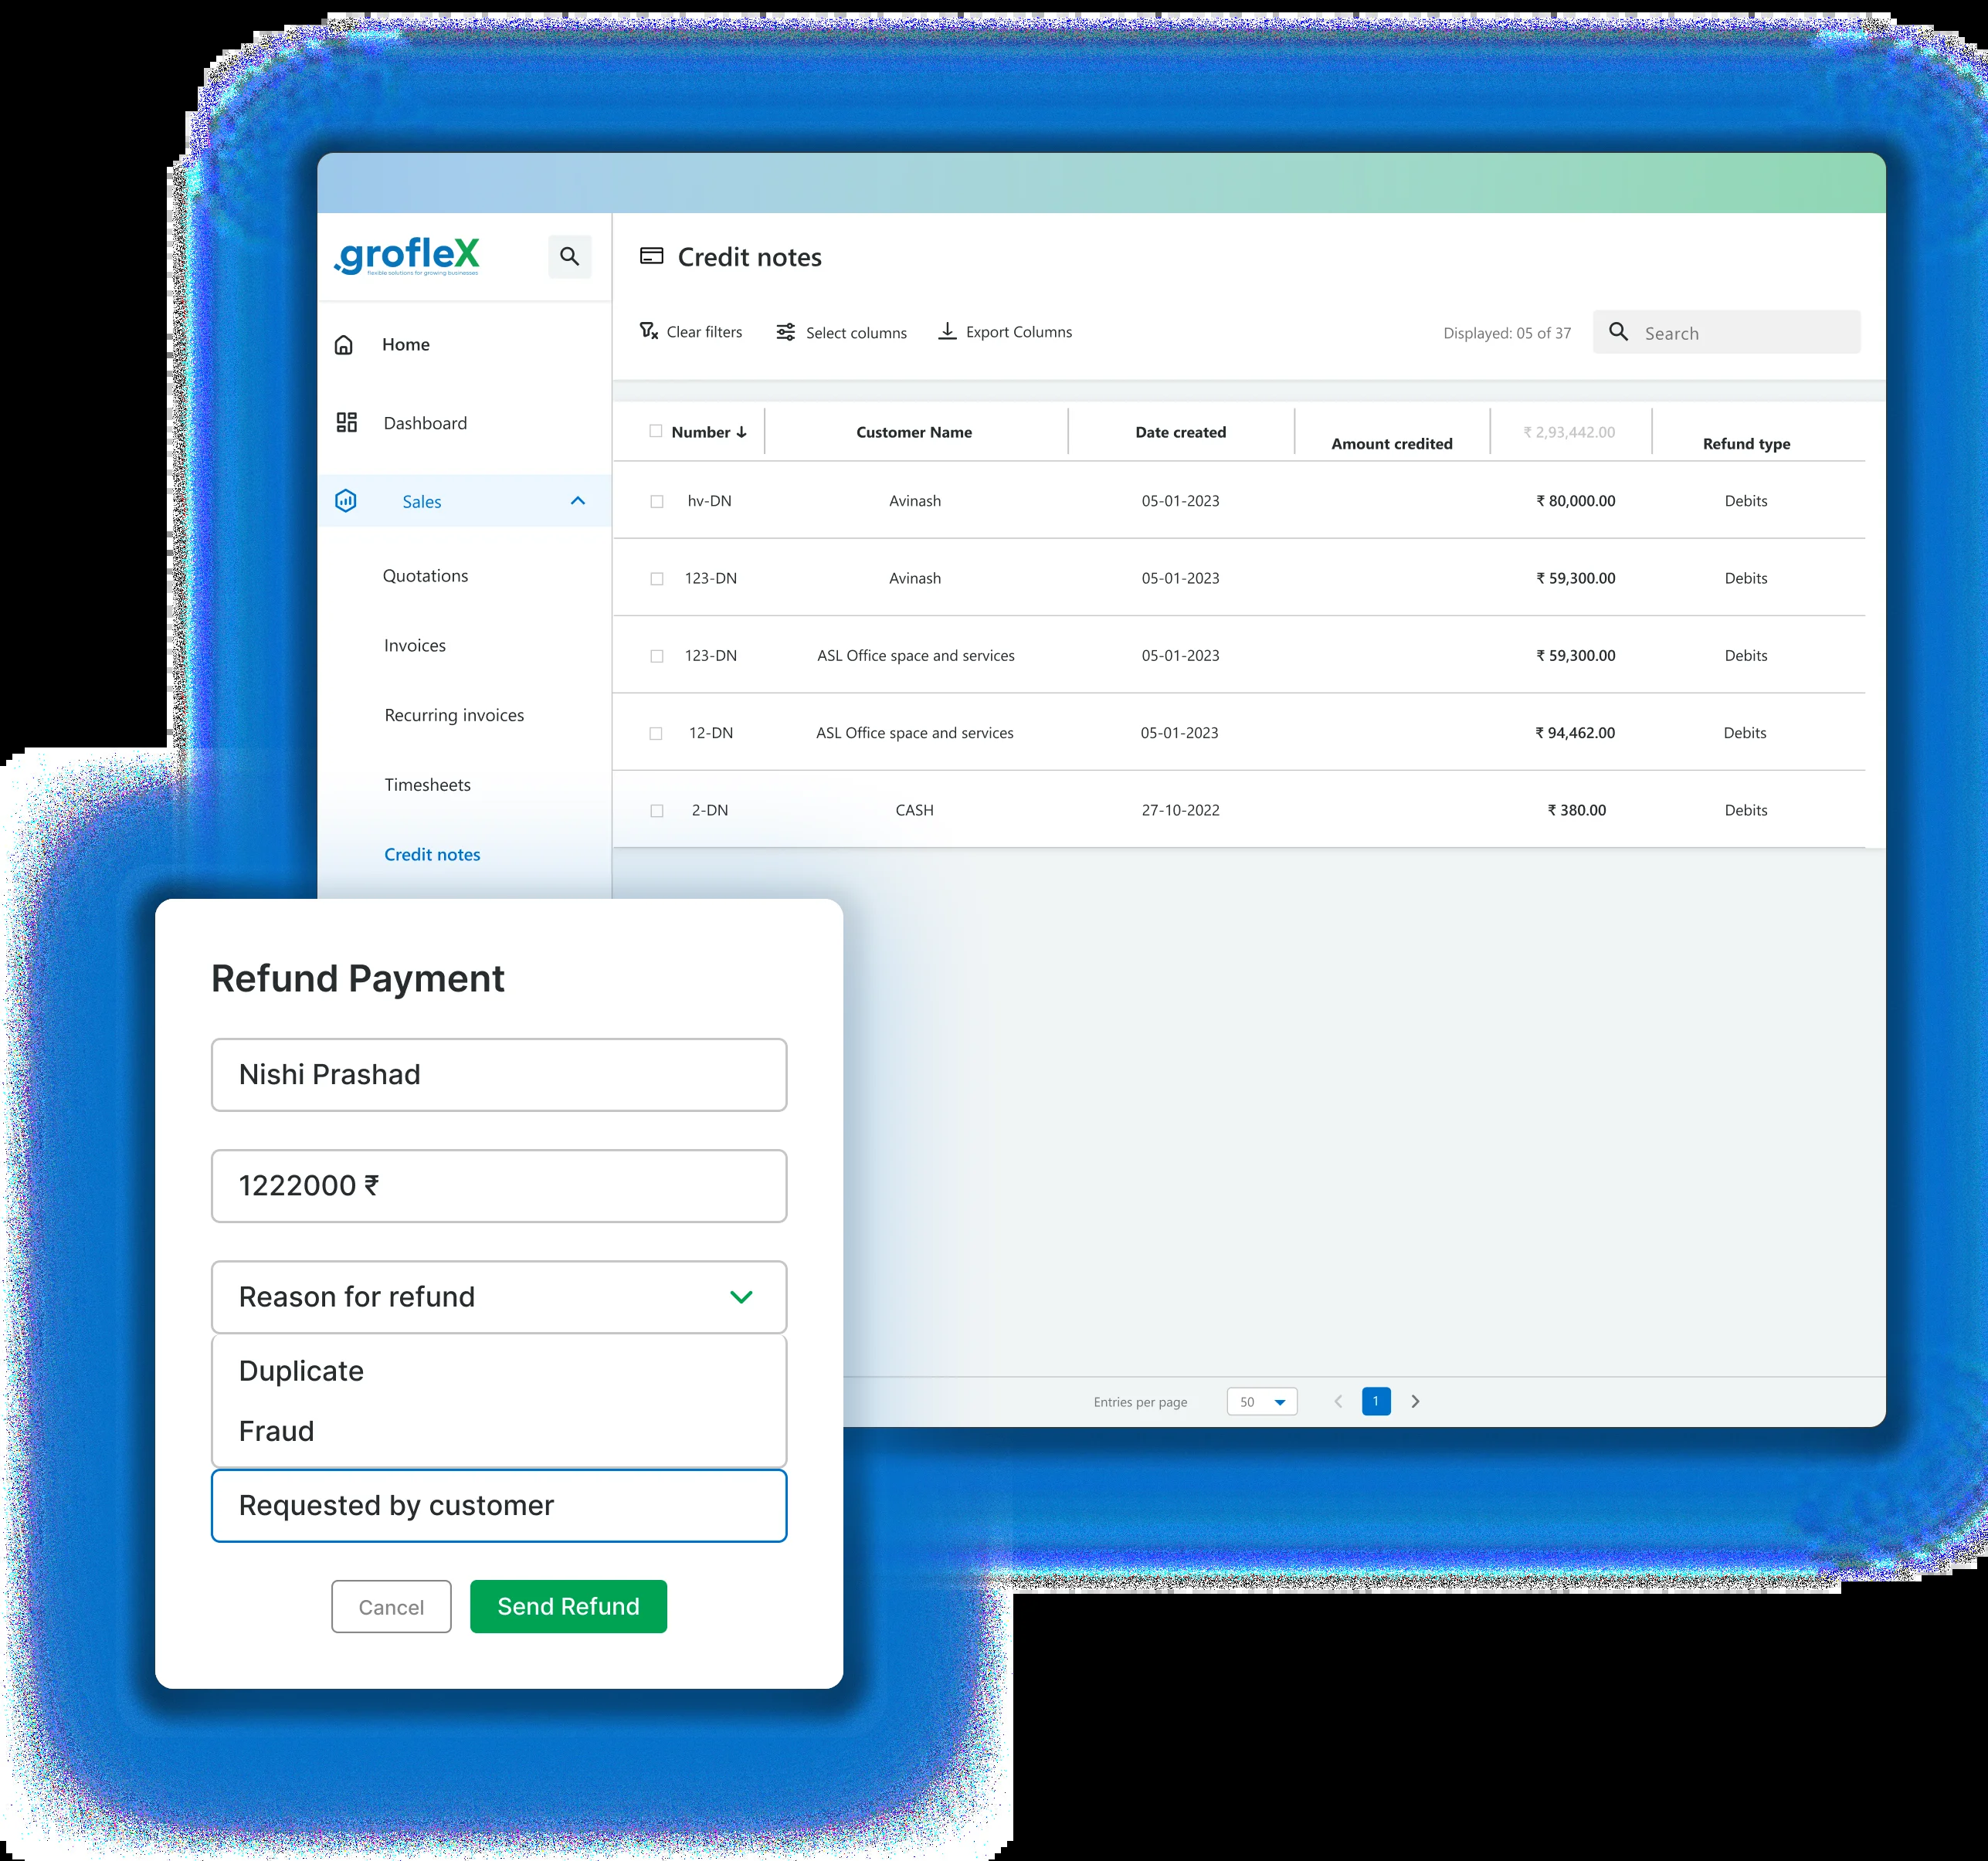 .grofleX
flexible solutions for growing businesses
Home
Dashboard
Sales
Quotations
Invoices
Recurring invoices
Timesheets
Credit notes
Credit notes
Clear filters Select columns Export Columns Displayed: 05 of 37 Search
Number Customer Name Date created Amount credited ₹ 2,93,442.00 Refund type
hv-DN Avinash 05-01-2023 ₹ 80,000.00 Debits
123-DN Avinash 05-01-2023 ₹ 59,300.00 Debits
123-DN ASL Office space and services 05-01-2023 ₹ 59,300.00 Debits
12-DN ASL Office space and services 05-01-2023 ₹ 94,462.00 Debits
2-DN CASH 27-10-2022 ₹ 380.00 Debits
Entries per page 50 1
Refund Payment
Nishi Prashad
1222000 ₹
Reason for refund
Duplicate
Fraud
Requested by customer
Cancel Send Refund